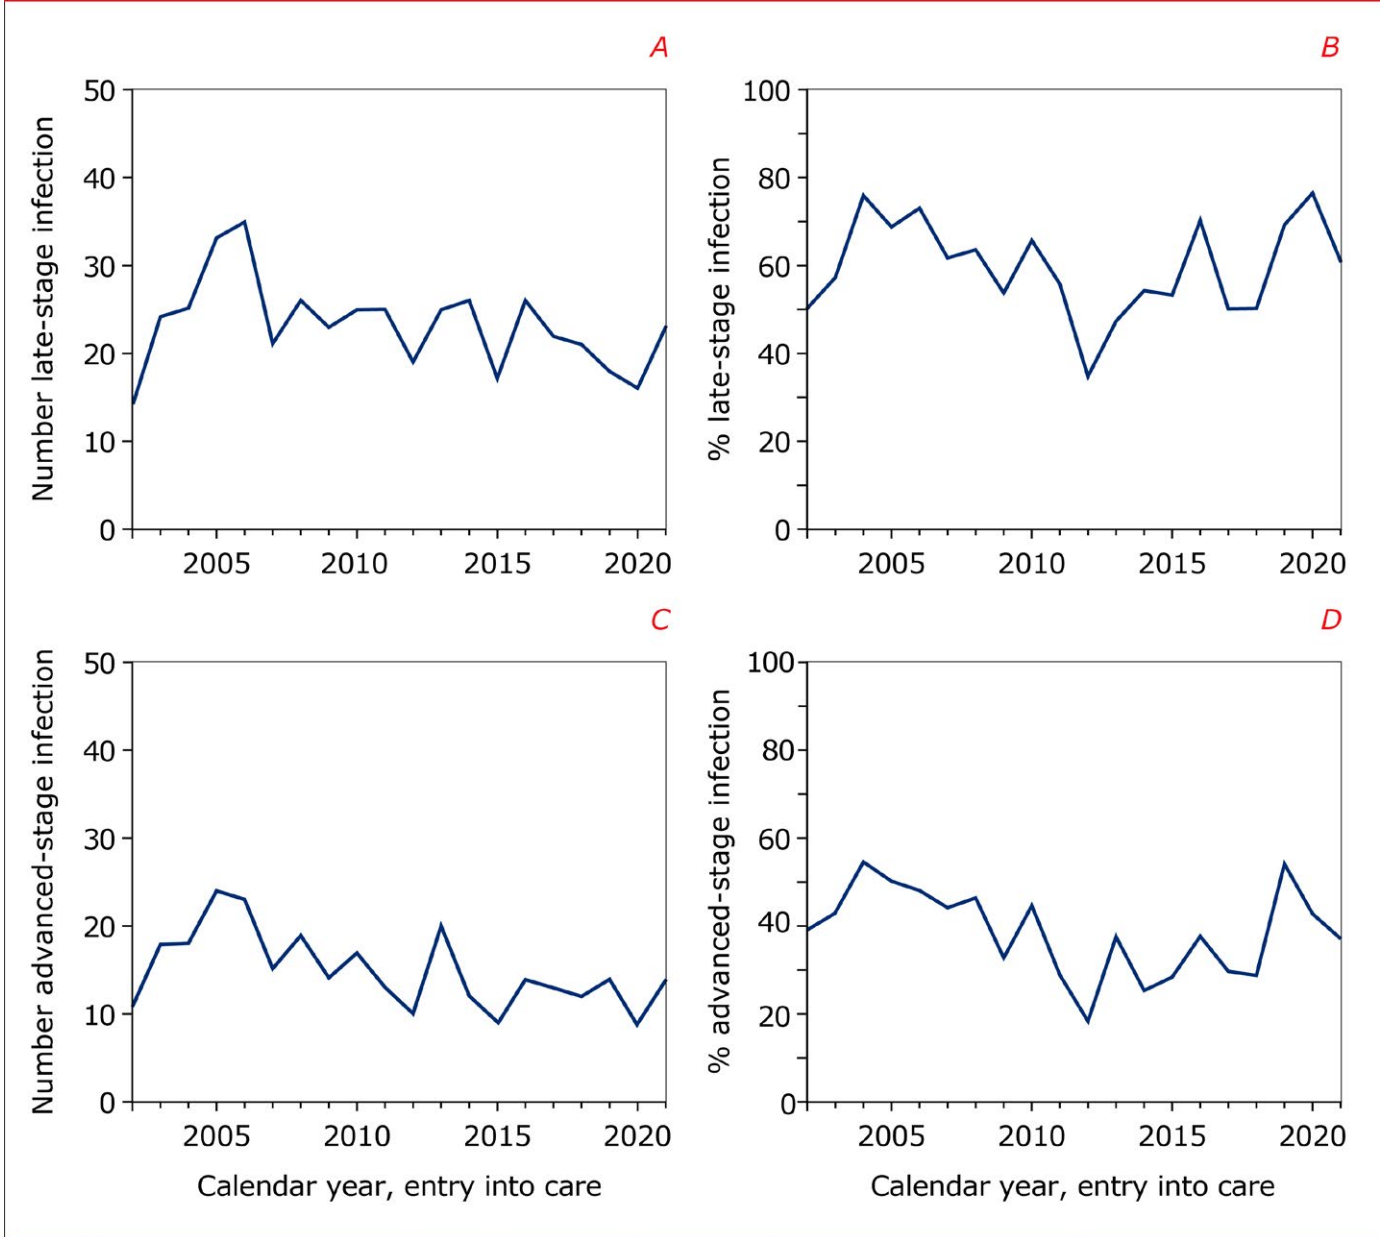 A
50
40
30
20
10
0
Number late-stage infection
2005 2010 2015 2020
B
100
80
60
40
20
0
% late-stage infection
2005 2010 2015 2020
C
50
40
30
20
10
0
Number advanced-stage infection
2005 2010 2015 2020
Calendar year, entry into care
D
100
80
60
40
20
0
% advanced-stage infection
2005 2010 2015 2020
Calendar year, entry into care